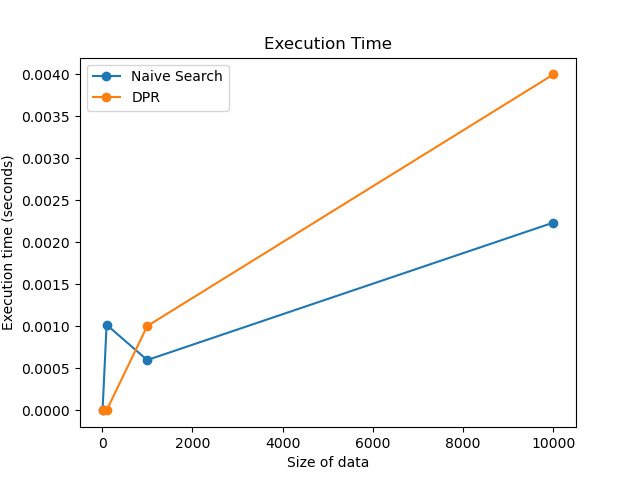 Execution Time
Naive Search
DPR
0.0040
0.0035
0.0030
0.0025
0.0020
0.0015
0.0010
0.0005
0.0000
Execution time (seconds)
0 2000 4000 6000 8000 10000
Size of data